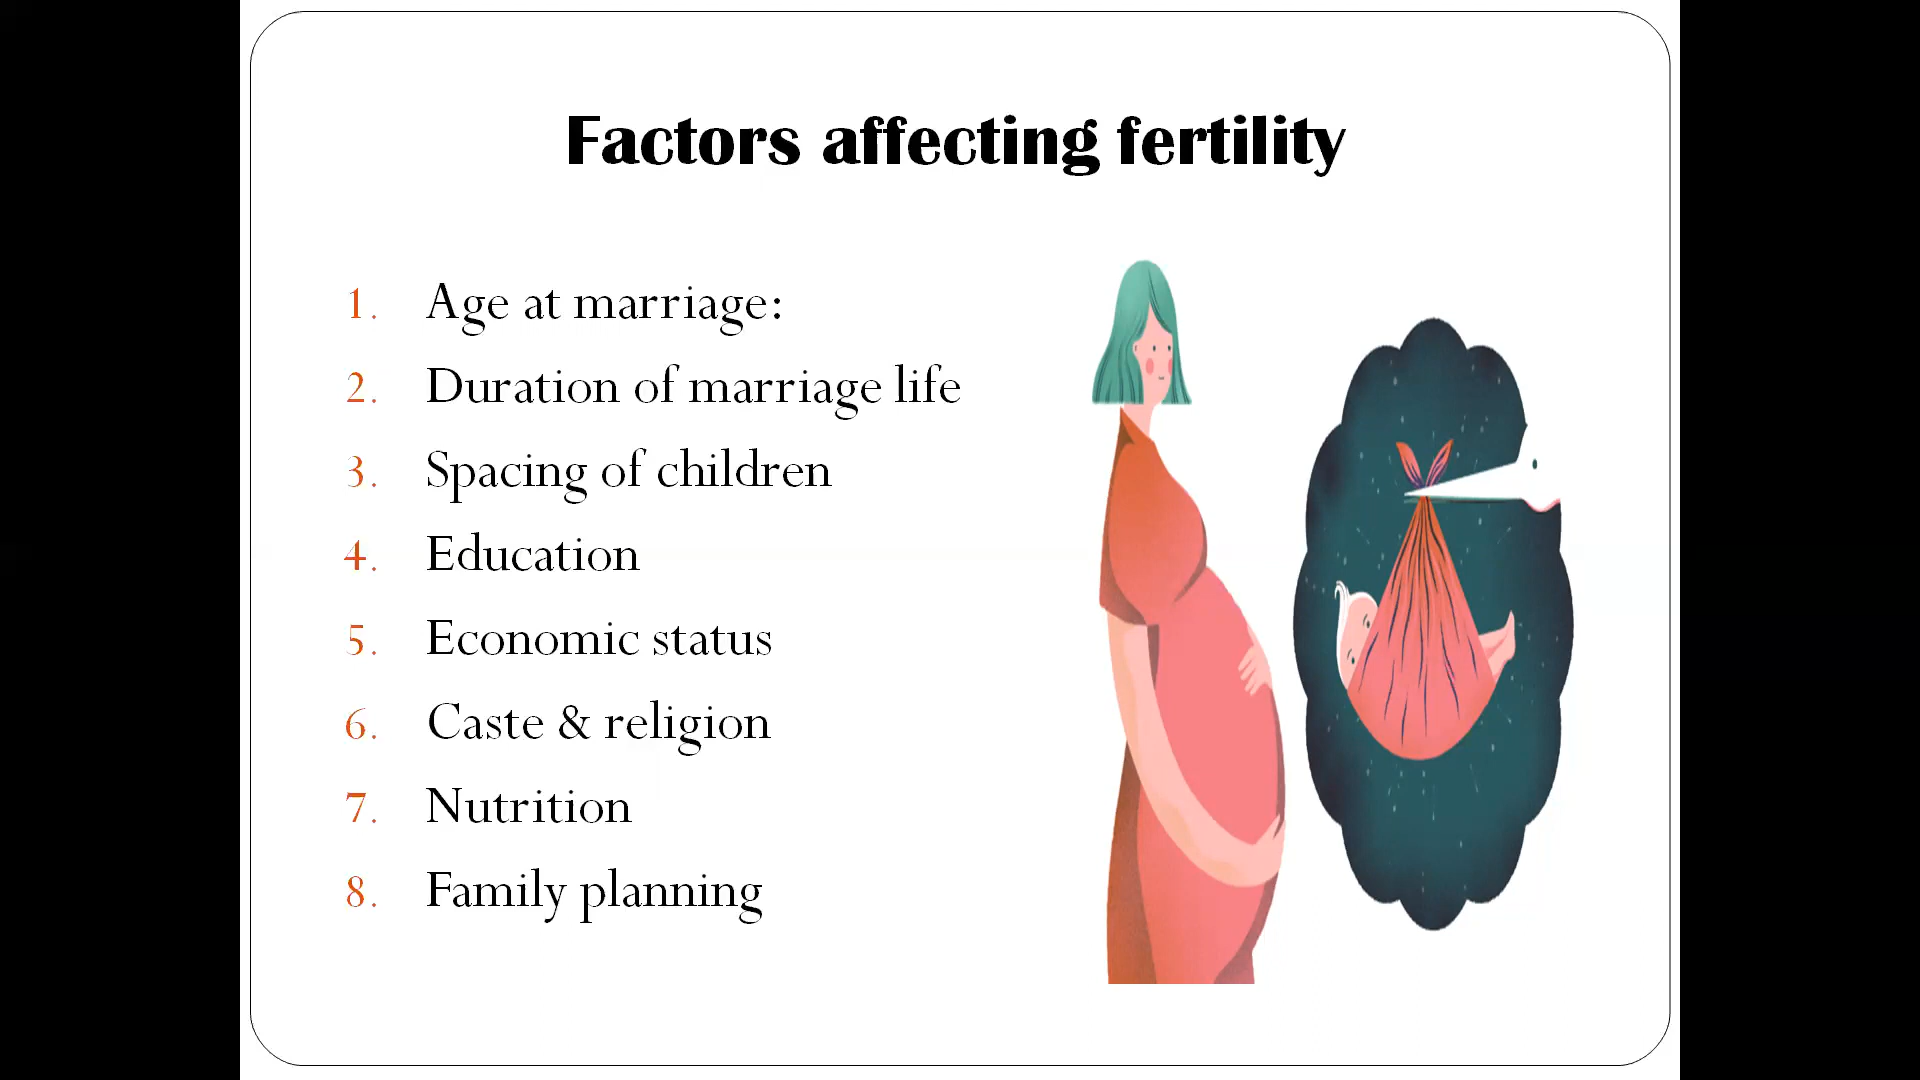 Factors affecting fertility
1. Age at marriage:
2. Duration of marriage life
3. Spacing of children
4. Education
5. Economic status
6. Caste & religion
7. Nutrition
8. Family planning